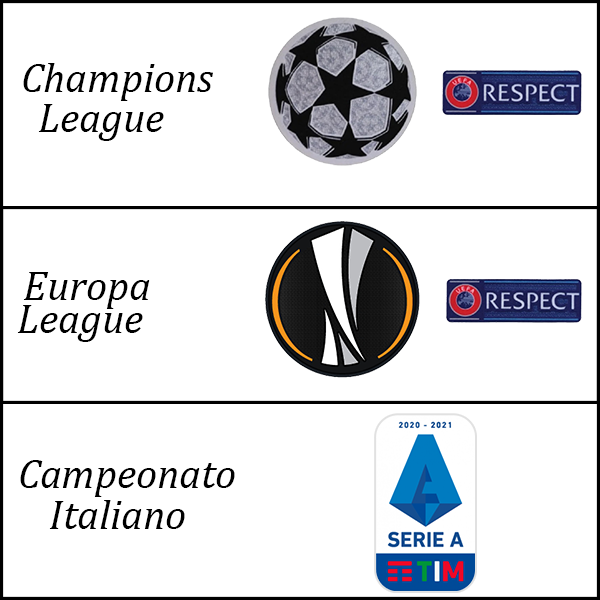 Champions
League
UEFA
RESPECT
Europa
League
UEFA
RESPECT
Campeonato
Italiano
2020 - 2021
SERIE A
TIM